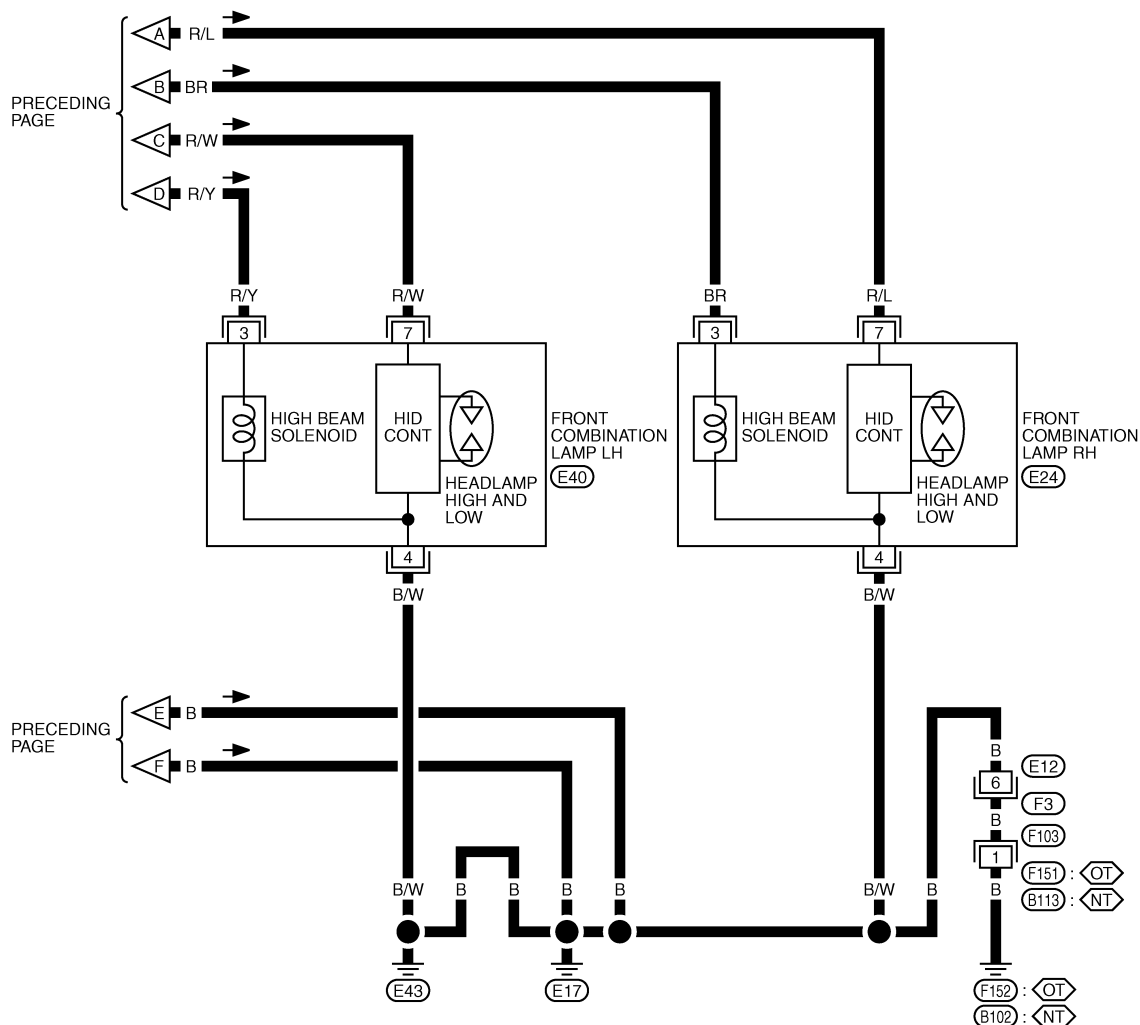 A R/L
PRECEDING
PAGE
B BR
C R/W
D R/Y
R/Y R/W BR R/L
3 7 3 7
HIGH BEAM
SOLENOID
HID
CONT
HEADLAMP
HIGH AND
LOW
FRONT
COMBINATION
LAMP LH
E40
HIGH BEAM
SOLENOID
HID
CONT
HEADLAMP
HIGH AND
LOW
FRONT
COMBINATION
LAMP RH
E24
4 4
B/W B/W
PRECEDING
PAGE
E B
F B
B
6 E12
F3
B
F103
1
F151 : OT
B
B113 : NT
B/W B B B B B/W B
E43 E17
F152 : OT
B102 : NT